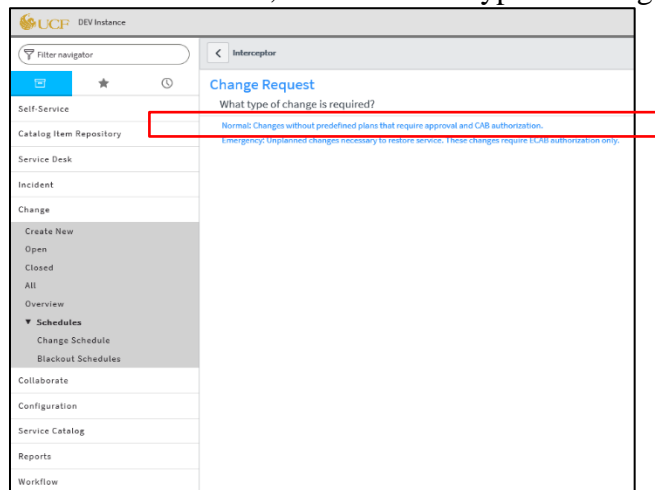 UCF DEV Instance
Filter navigator
Interceptor
Change Request
What type of change is required?
Normal: Changes without predefined plans that require approval and CAB authorization.
Emergency: Unplanned changes necessary to restore service. These changes require ECAB authorization only.
Self-Service
Catalog Item Repository
Service Desk
Incident
Change
Create New
Open
Closed
All
Overview
▼ Schedules
Change Schedule
Blackout Schedules
Collaborate
Configuration
Service Catalog
Reports
Workflow